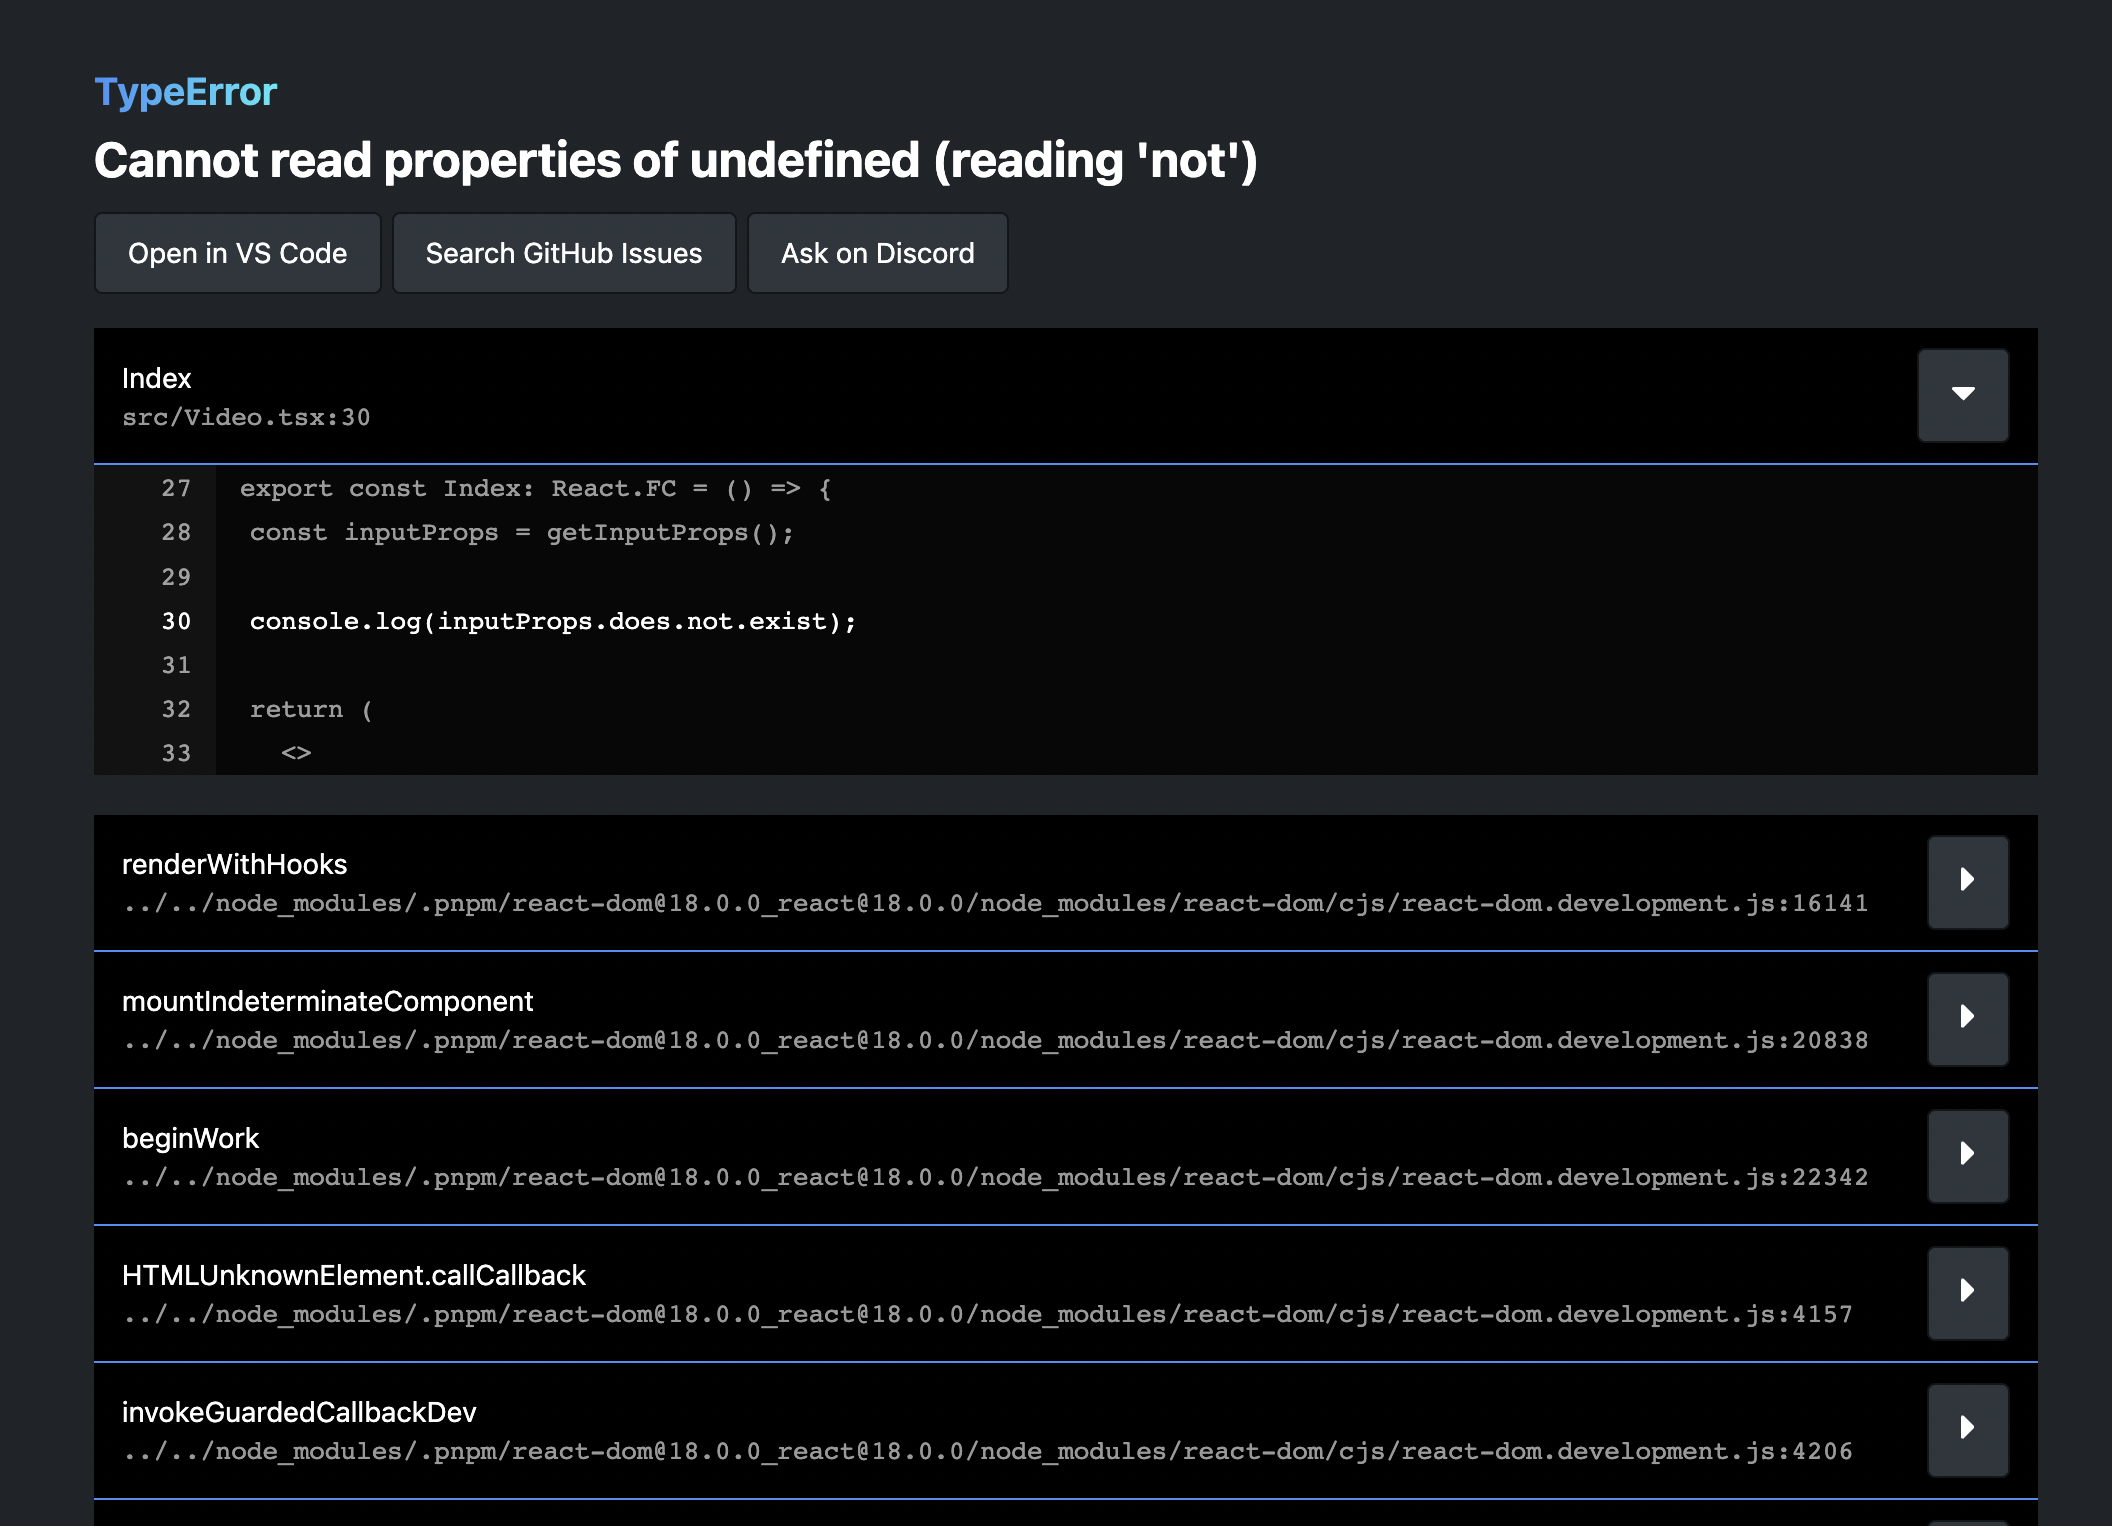 TypeError
Cannot read properties of undefined (reading 'not')
Open in VS Code Search GitHub Issues Ask on Discord
Index
src/Video.tsx:30
27 export const Index: React.FC = () => {
28 const inputProps = getInputProps();
29
30 console.log(inputProps.does.not.exist);
31
32 return (
33 <>
renderWithHooks
../../node_modules/.pnpm/react-dom@18.0.0_react@18.0.0/node_modules/react-dom/cjs/react-dom.development.js:16141
mountIndeterminateComponent
../../node_modules/.pnpm/react-dom@18.0.0_react@18.0.0/node_modules/react-dom/cjs/react-dom.development.js:20838
beginWork
../../node_modules/.pnpm/react-dom@18.0.0_react@18.0.0/node_modules/react-dom/cjs/react-dom.development.js:22342
HTMLUnknownElement.callCallback
../../node_modules/.pnpm/react-dom@18.0.0_react@18.0.0/node_modules/react-dom/cjs/react-dom.development.js:4157
invokeGuardedCallbackDev
../../node_modules/.pnpm/react-dom@18.0.0_react@18.0.0/node_modules/react-dom/cjs/react-dom.development.js:4206